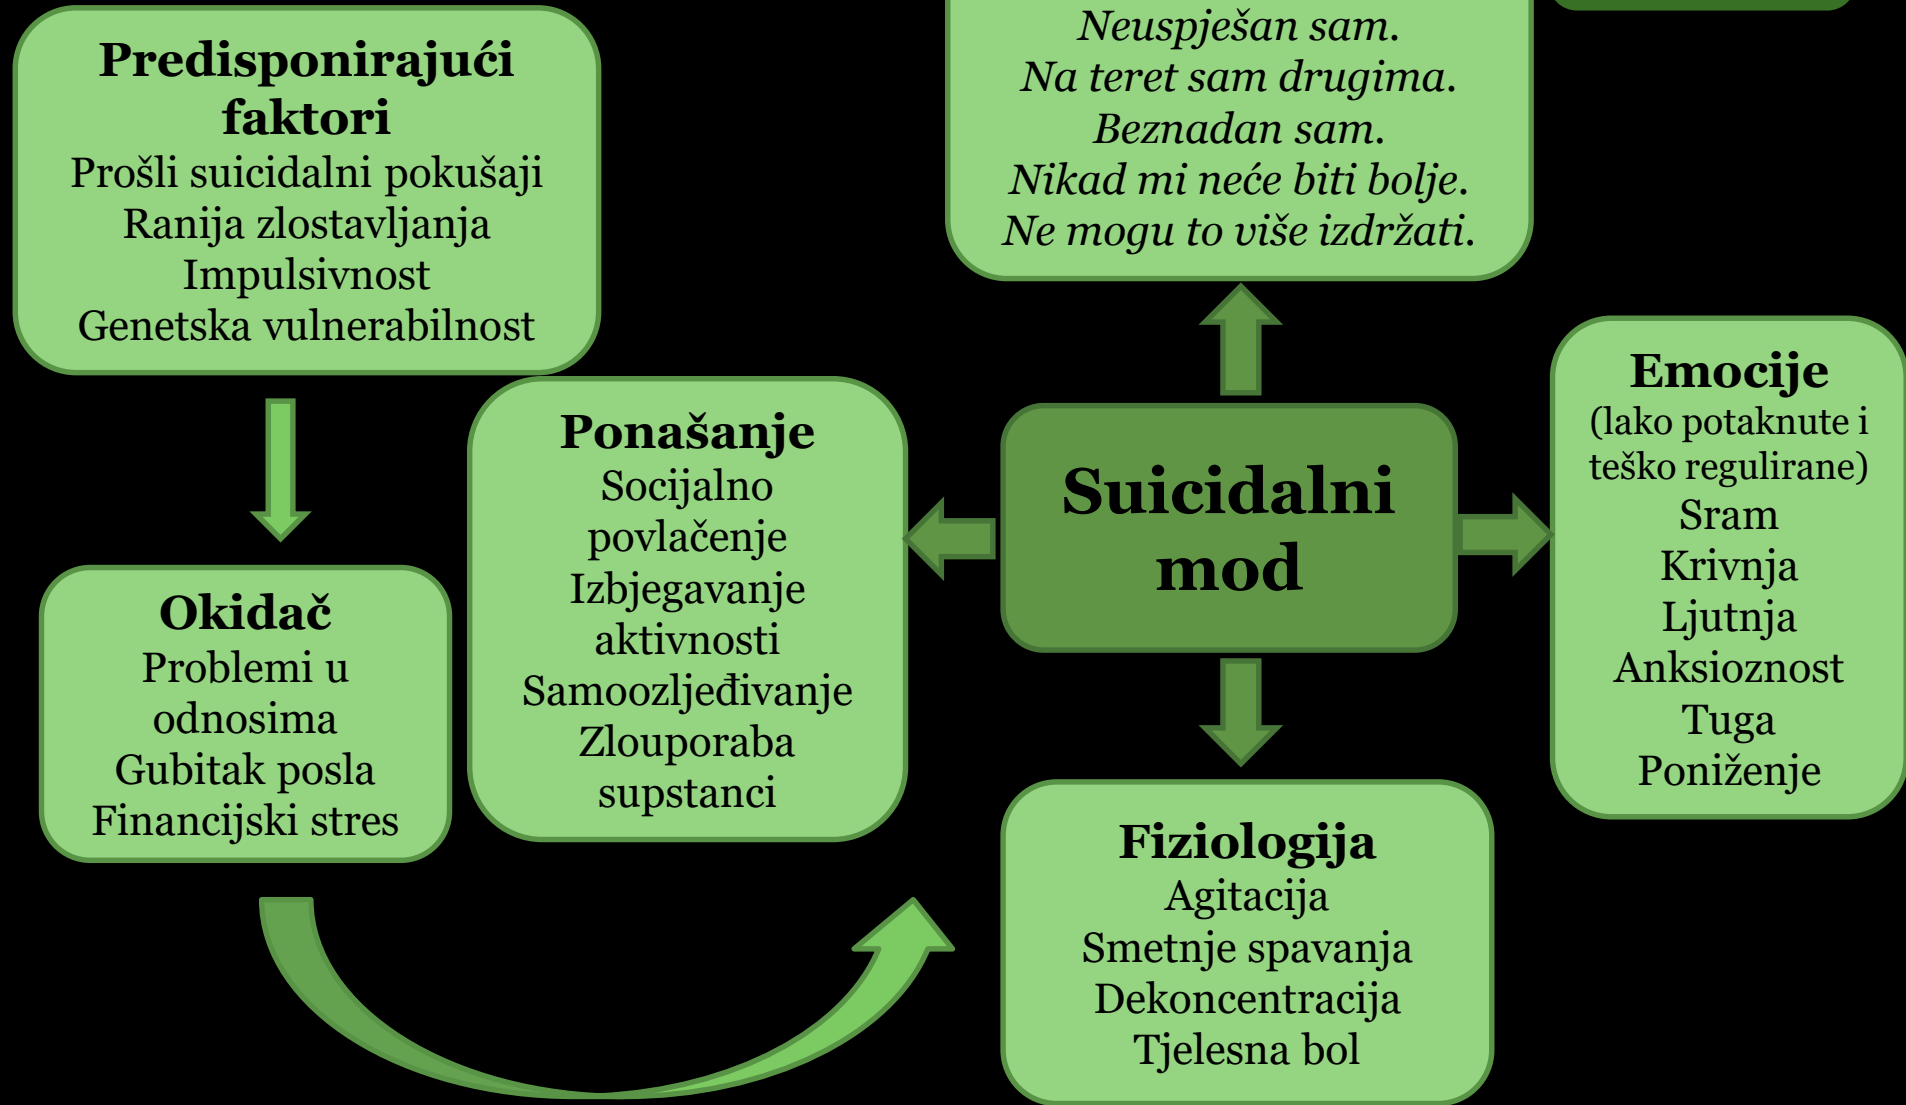 Predisponirajući
faktori
Prošli suicidalni pokušaji
Ranija zlostavljanja
Impulsivnost
Genetska vulnerabilnost
Neuspješan sam.
Na teret sam drugima.
Beznadan sam.
Nikad mi neće biti bolje.
Ne mogu to više izdržati.
Okidač
Problemi u
odnosima
Gubitak posla
Financijski stres
Ponašanje
Socijalno
povlačenje
Izbjegavanje
aktivnosti
Samoozljeđivanje
Zlouporaba
supstanci
Suicidalni
mod
Emocije
(lako potaknute i
teško regulirane)
Sram
Krivnja
Ljutnja
Anksioznost
Tuga
Poniženje
Fiziologija
Agitacija
Smetnje spavanja
Dekoncentracija
Tjelesna bol